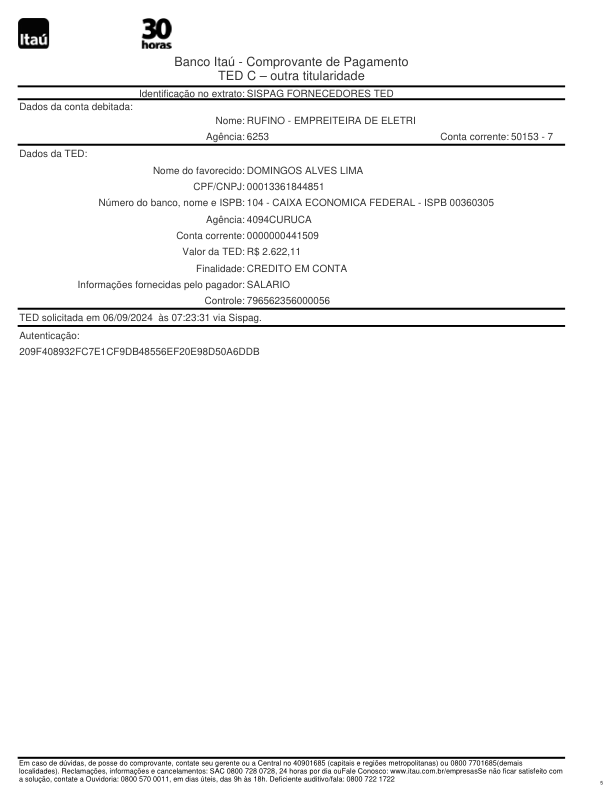 Itaú
30
horas
Banco Itaú - Comprovante de Pagamento
TED C – outra titularidade
Identificação no extrato: SISPAG FORNECEDORES TED
Dados da conta debitada:
Nome: RUFINO - EMPREITEIRA DE ELETRI
Agência: 6253 Conta corrente: 50153 - 7
Dados da TED:
Nome do favorecido: DOMINGOS ALVES LIMA
CPF/CNPJ: 00013361844851
Número do banco, nome e ISPB: 104 - CAIXA ECONOMICA FEDERAL - ISPB 00360305
Agência: 4094CURUCA
Conta corrente: 0000000441509
Valor da TED: R$ 2.622,11
Finalidade: CREDITO EM CONTA
Informações fornecidas pelo pagador: SALARIO
Controle: 796562356000056
TED solicitada em 06/09/2024 às 07:23:31 via Sispag.
Autenticação:
209F408932FC7E1CF9DB48556EF20E98D50A6DDB
Em caso de dúvidas, de posse do comprovante, contate seu gerente ou a Central no 40901685 (capitais e regiões metropolitanas) ou 0800 7701685(demais
localidades). Reclamações, informações e cancelamentos: SAC 0800 728 0728, 24 horas por dia ouFale Conosco: www.itau.com.br/empresasSe não ficar satisfeito com
a solução, contate a Ouvidoria: 0800 570 0011, em dias úteis, das 9h às 18h. Deficiente auditivo/fala: 0800 722 1722